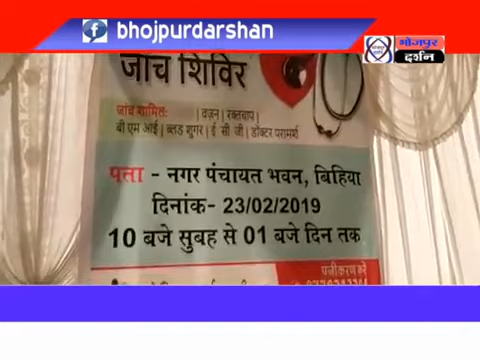 bhojpurdarshan
भोजपुर
दर्शन
जांच शिविर
जांच शामिल: | वज़न | रक्तचाप |
बी एम आई | ब्लड शुगर | ई सी जी | डॉक्टर परामर्श
पता - नगर पंचायत भवन, बिहिया
दिनांक- 23/02/2019
10 बजे सुबह से 01 बजे दिन तक
पंजीकरण करें